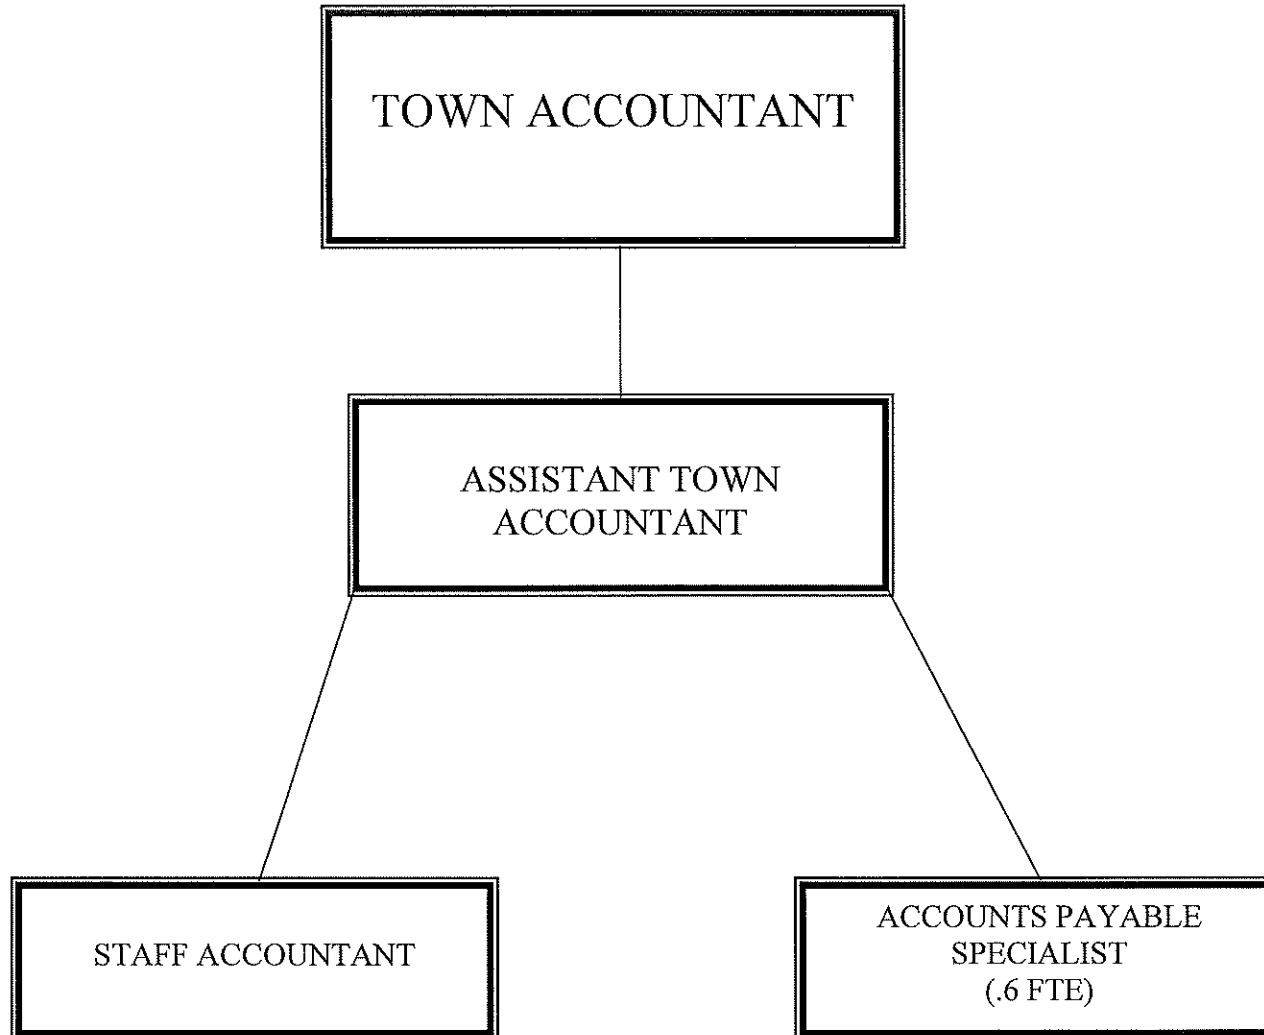 TOWN ACCOUNTANT
ASSISTANT TOWN
ACCOUNTANT
STAFF ACCOUNTANT
ACCOUNTS PAYABLE
SPECIALIST
(.6 FTE)